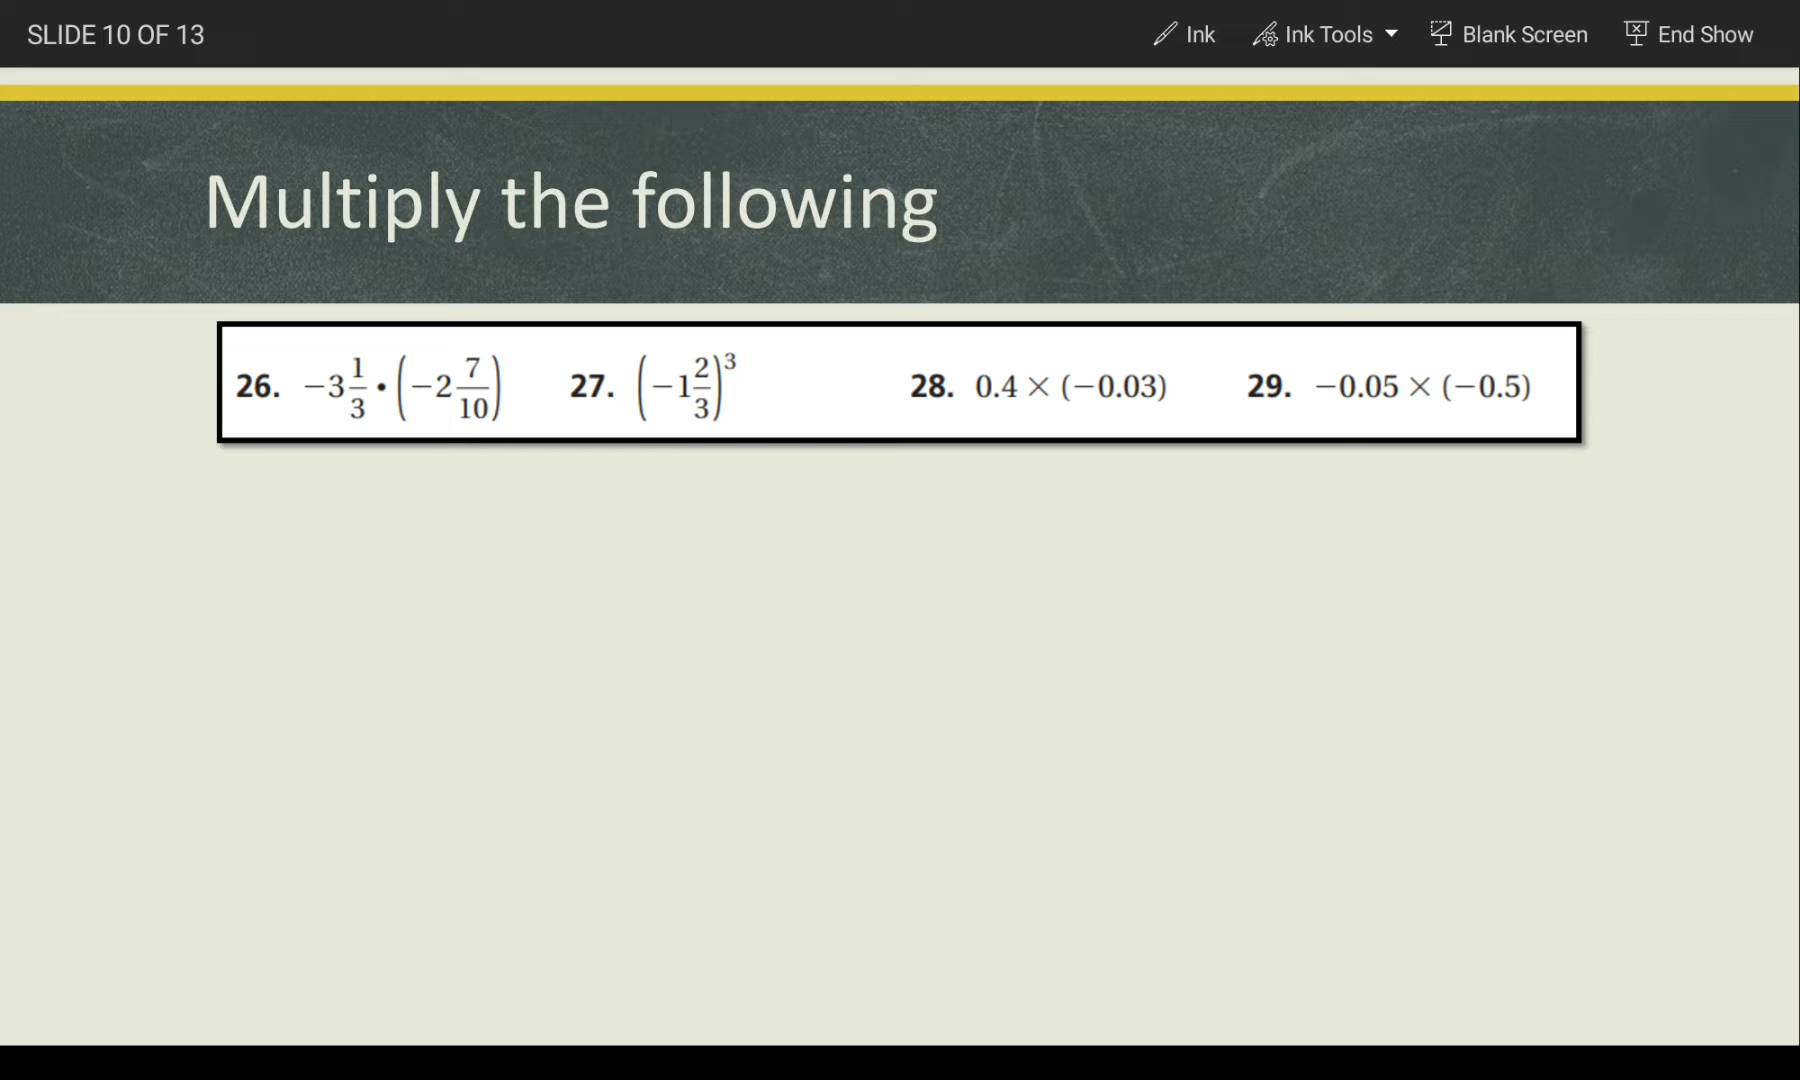 SLIDE 10 OF 13 Ink Ink Tools Blank Screen End Show
Multiply the following
26. −3 1/3 • (−2 7/10) 27. (−1 2/3)³ 28. 0.4 × (−0.03) 29. −0.05 × (−0.5)